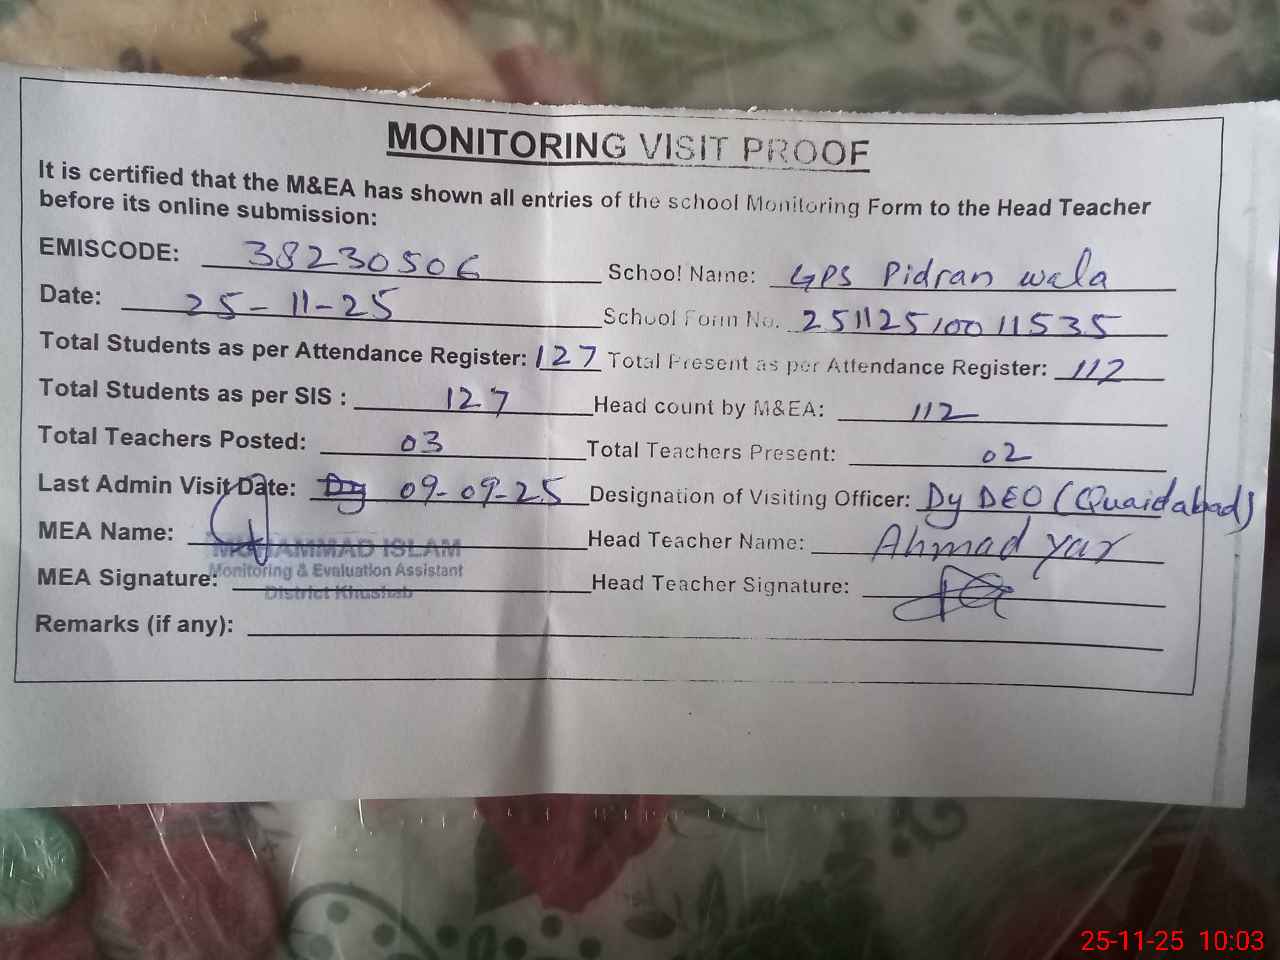 MONITORING VISIT PROOF
It is certified that the M&EA has shown all entries of the school Monitoring Form to the Head Teacher
before its online submission:
EMISCODE: 38230506 School Name: GPS Pidran wala
Date: 25-11-25 School Form No. 25112510011535
Total Students as per Attendance Register: 127 Total Present as per Attendance Register: 112
Total Students as per SIS : 127 Head count by M&EA: 112
Total Teachers Posted: 03 Total Teachers Present: 02
Last Admin Visit Date: Dy 09-09-25 Designation of Visiting Officer: Dy DEO (Quaidabad)
MEA Name: MUHAMMAD ISLAM Head Teacher Name: Ahmad yar
Monitoring & Evaluation Assistant
MEA Signature: District Khushab Head Teacher Signature:
Remarks (if any):
25-11-25 10:03